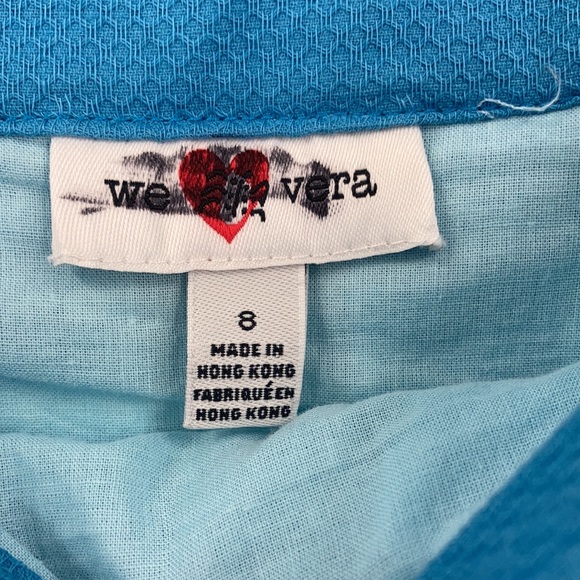 we vera
8
MADE IN
HONG KONG
FABRIQUÉ EN
HONG KONG